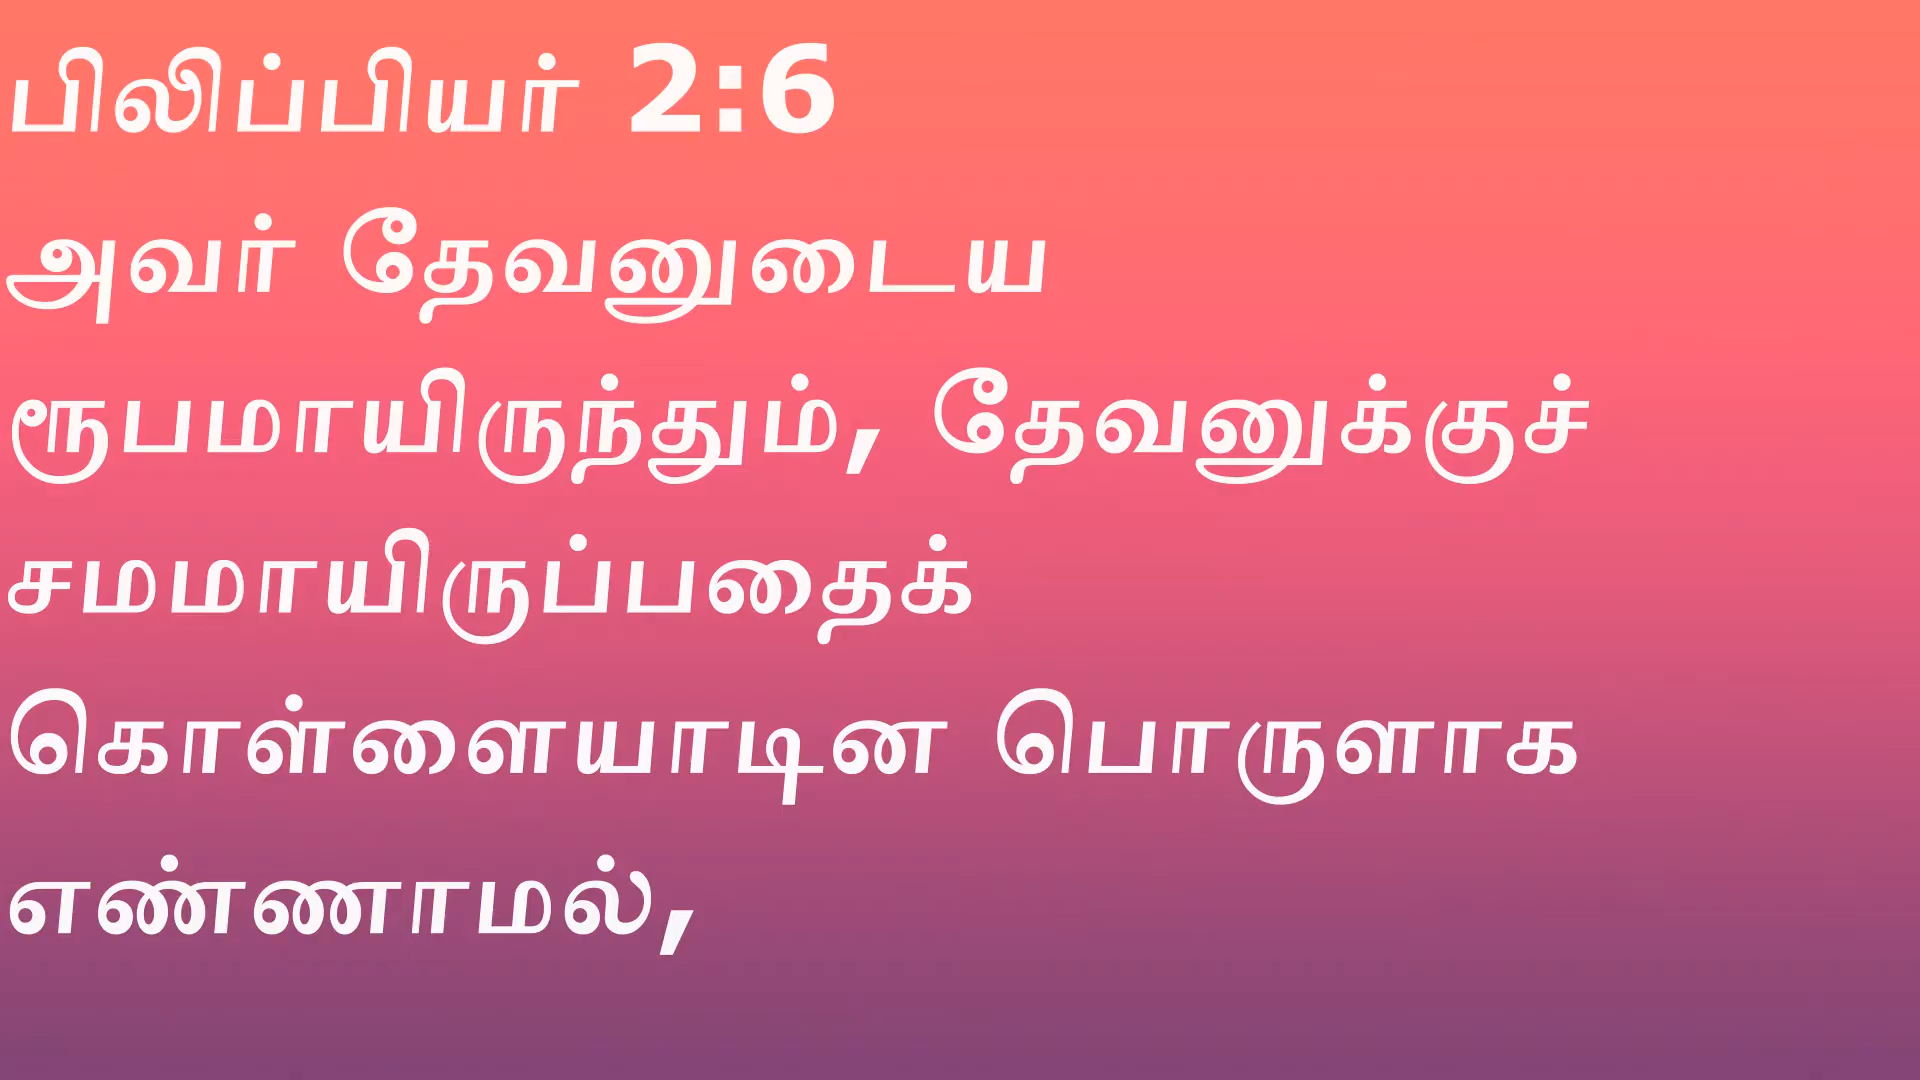 பிலிப்பியர் 2:6
அவர் தேவனுடைய
ரூபமாயிருந்தும், தேவனுக்குச்
சமமாயிருப்பதைக்
கொள்ளையாடின பொருளாக
எண்ணாமல்,